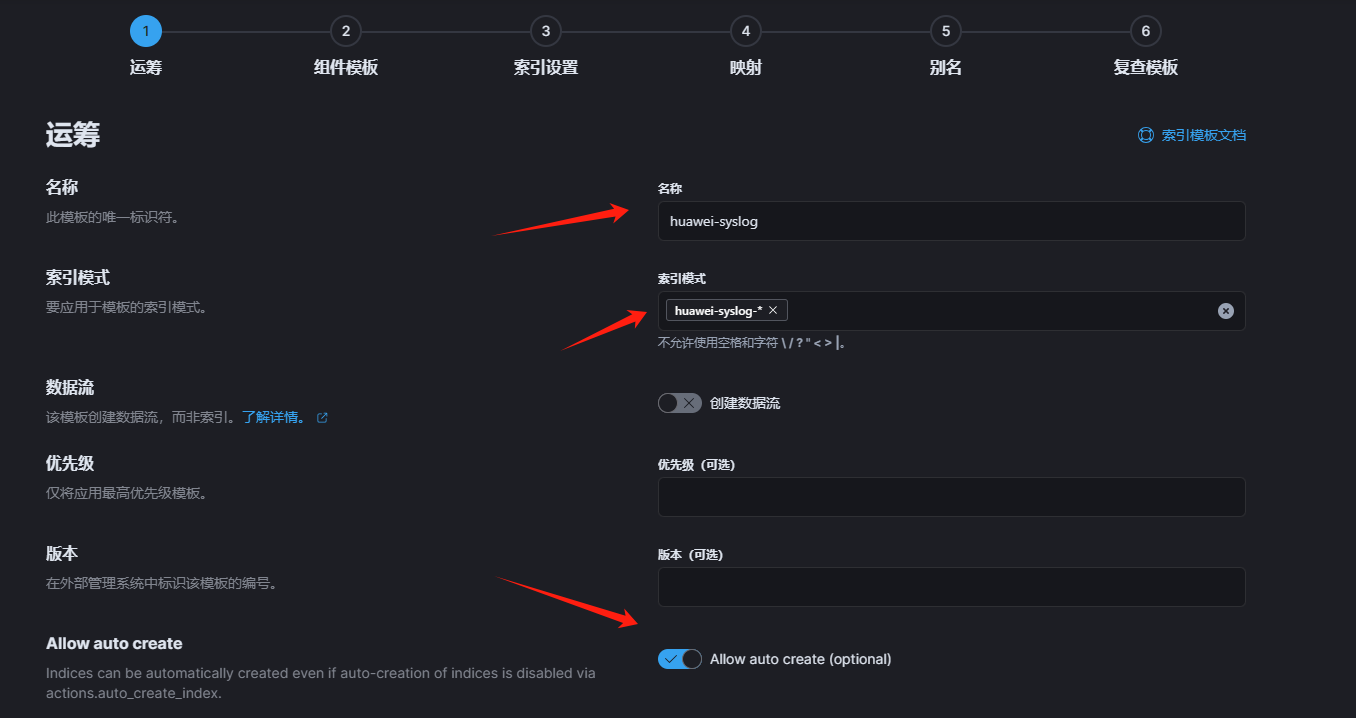 1 2 3 4 5 6
运筹 组件模板 索引设置 映射 别名 复查模板
运筹
索引模板文档
名称
此模板的唯一标识符。
名称
huawei-syslog
索引模式
要应用于模板的索引模式。
索引模式
huawei-syslog-*
不允许使用空格和字符 \ / ? " < > |。
数据流
该模板创建数据流，而非索引。了解详情。
创建数据流
优先级
仅将应用最高优先级模板。
优先级（可选）
版本
在外部管理系统中标识该模板的编号。
版本（可选）
Allow auto create
Indices can be automatically created even if auto-creation of indices is disabled via
actions.auto_create_index.
Allow auto create (optional)